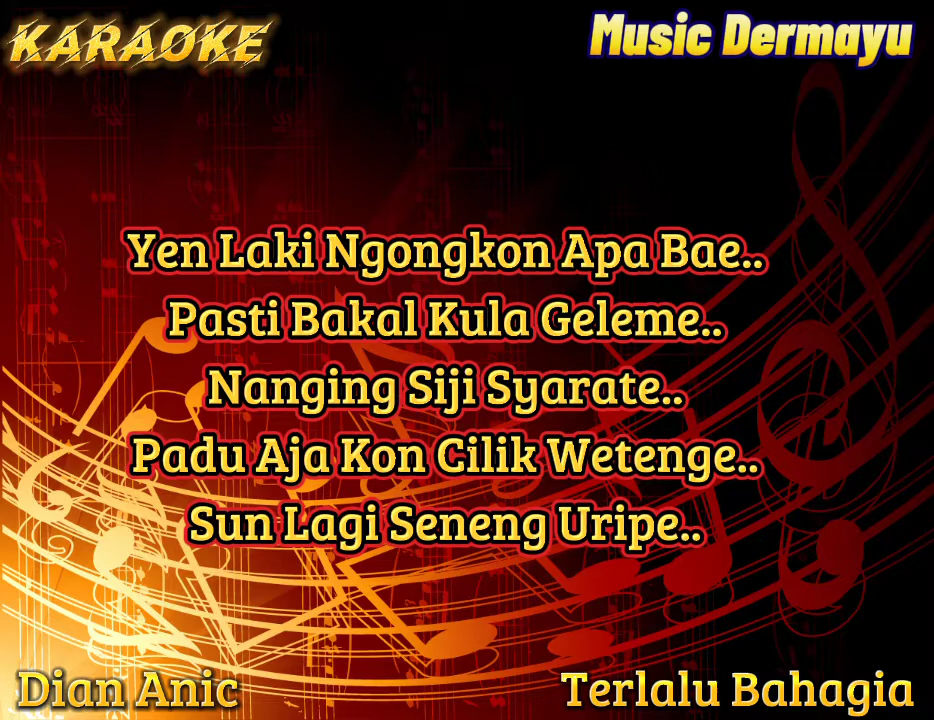 KARAOKE
Music Dermayu
Yen Laki Ngongkon Apa Bae..
Pasti Bakal Kula Geleme..
Nanging Siji Syarate..
Padu Aja Kon Cilik Wetenge..
Sun Lagi Seneng Uripe..
Dian Anic
Terlalu Bahagia